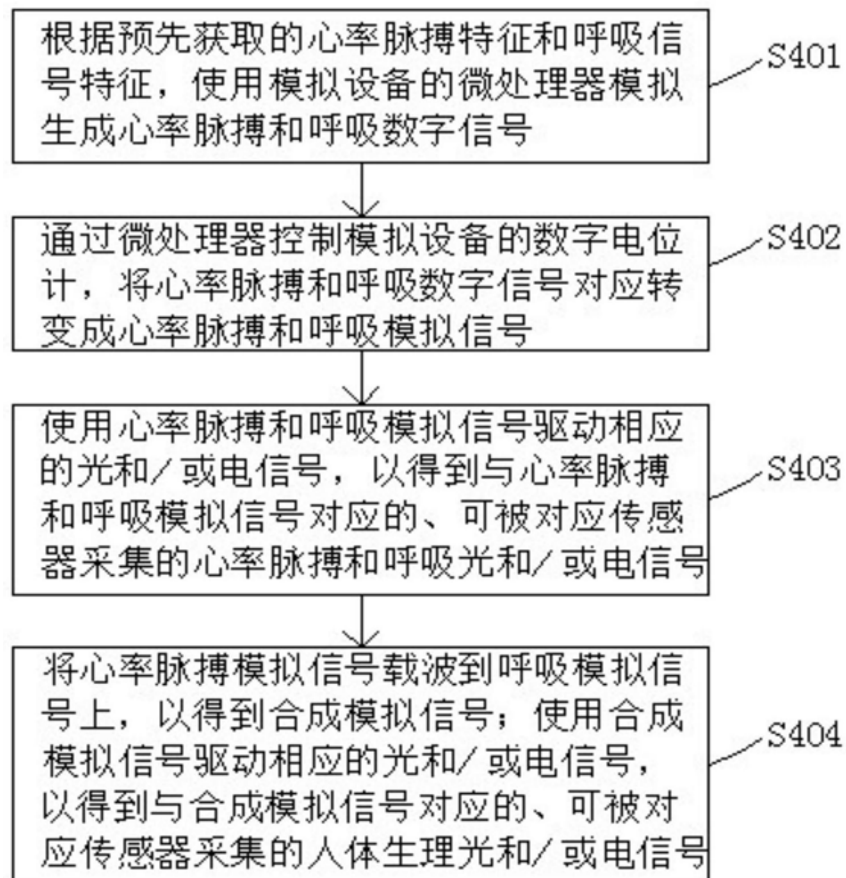 根据预先获取的心率脉搏特征和呼吸信
号特征，使用模拟设备的微处理器模拟
生成心率脉搏和呼吸数字信号
S401
通过微处理器控制模拟设备的数字电位
计，将心率脉搏和呼吸数字信号对应转
变成心率脉搏和呼吸模拟信号
S402
使用心率脉搏和呼吸模拟信号驱动相应
的光和/或电信号，以得到与心率脉搏
和呼吸模拟信号对应的、可被对应传感
器采集的心率脉搏和呼吸光和/或电信号
S403
将心率脉搏模拟信号载波到呼吸模拟信
号上，以得到合成模拟信号；使用合成
模拟信号驱动相应的光和/或电信号，
以得到与合成模拟信号对应的、可被对
应传感器采集的人体生理光和/或电信号
S404